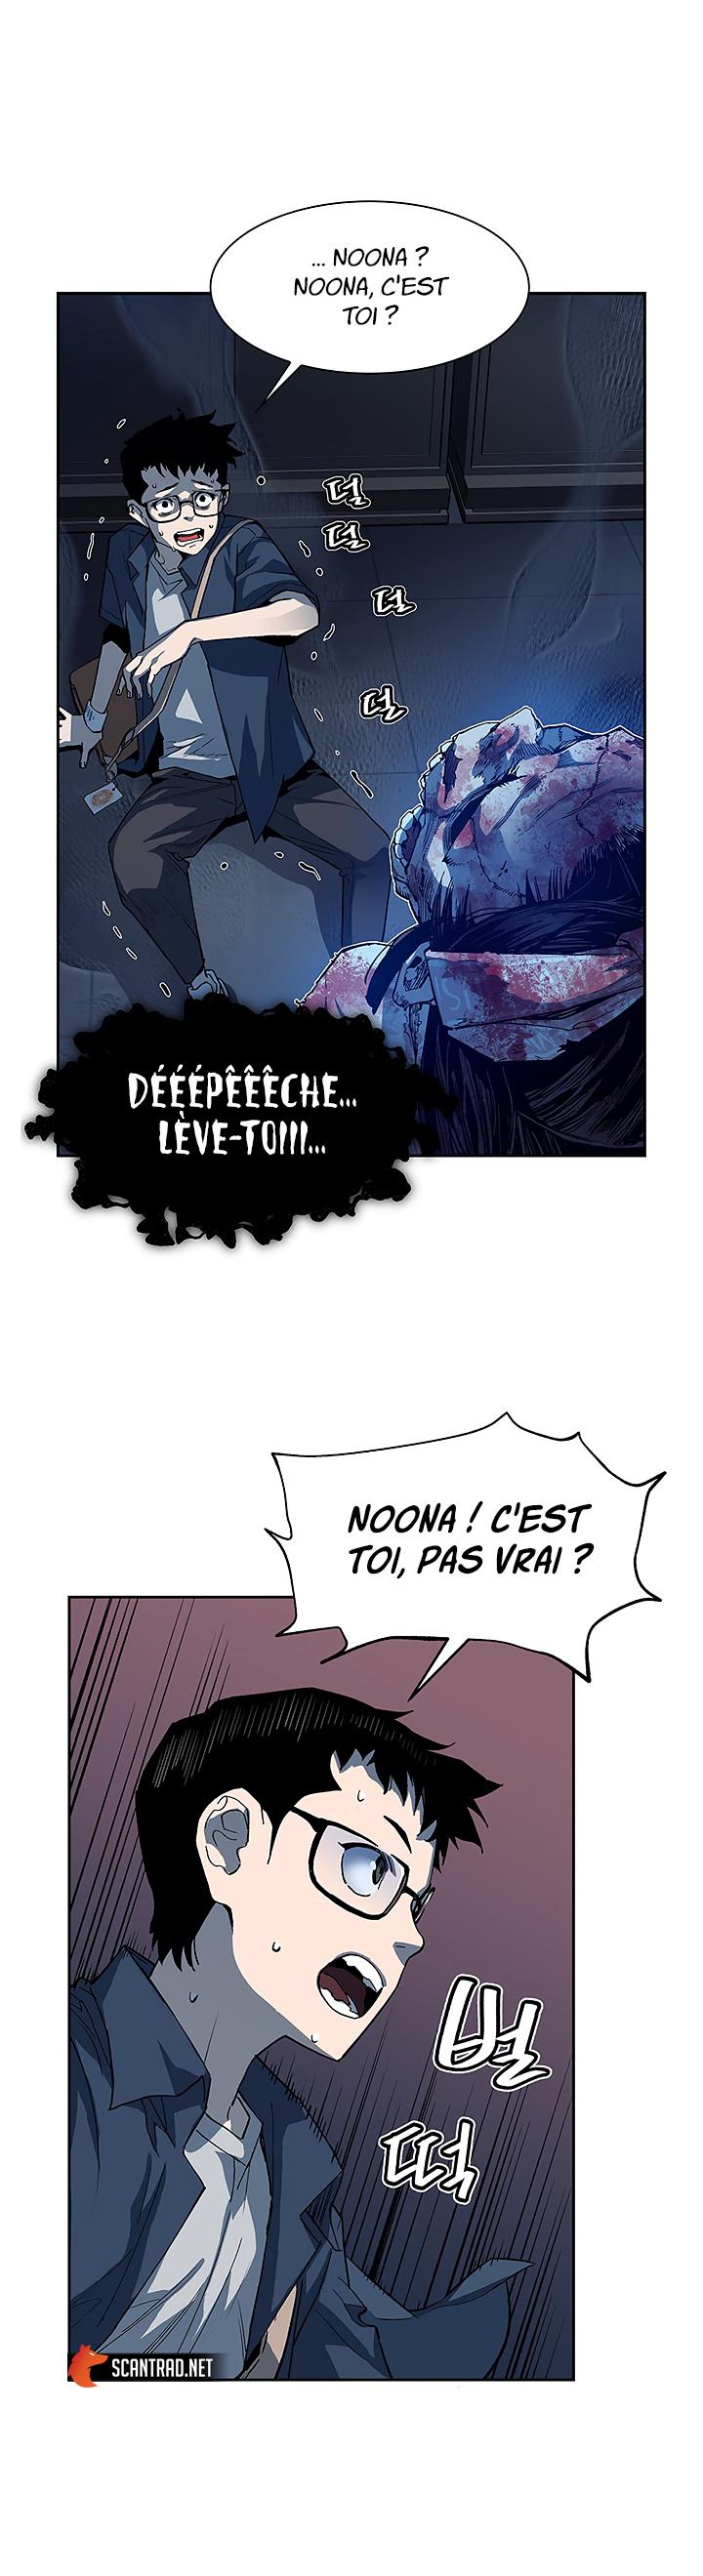 ... NOONA ?
NOONA, C'EST
TOI ?
덜
덜
덜
덜
DÉÉÉPÊÊÊCHE...
LÈVE-TOIII...
NOONA ! C'EST
TOI, PAS VRAI ?
벌
떡
SCANTRAD.NET